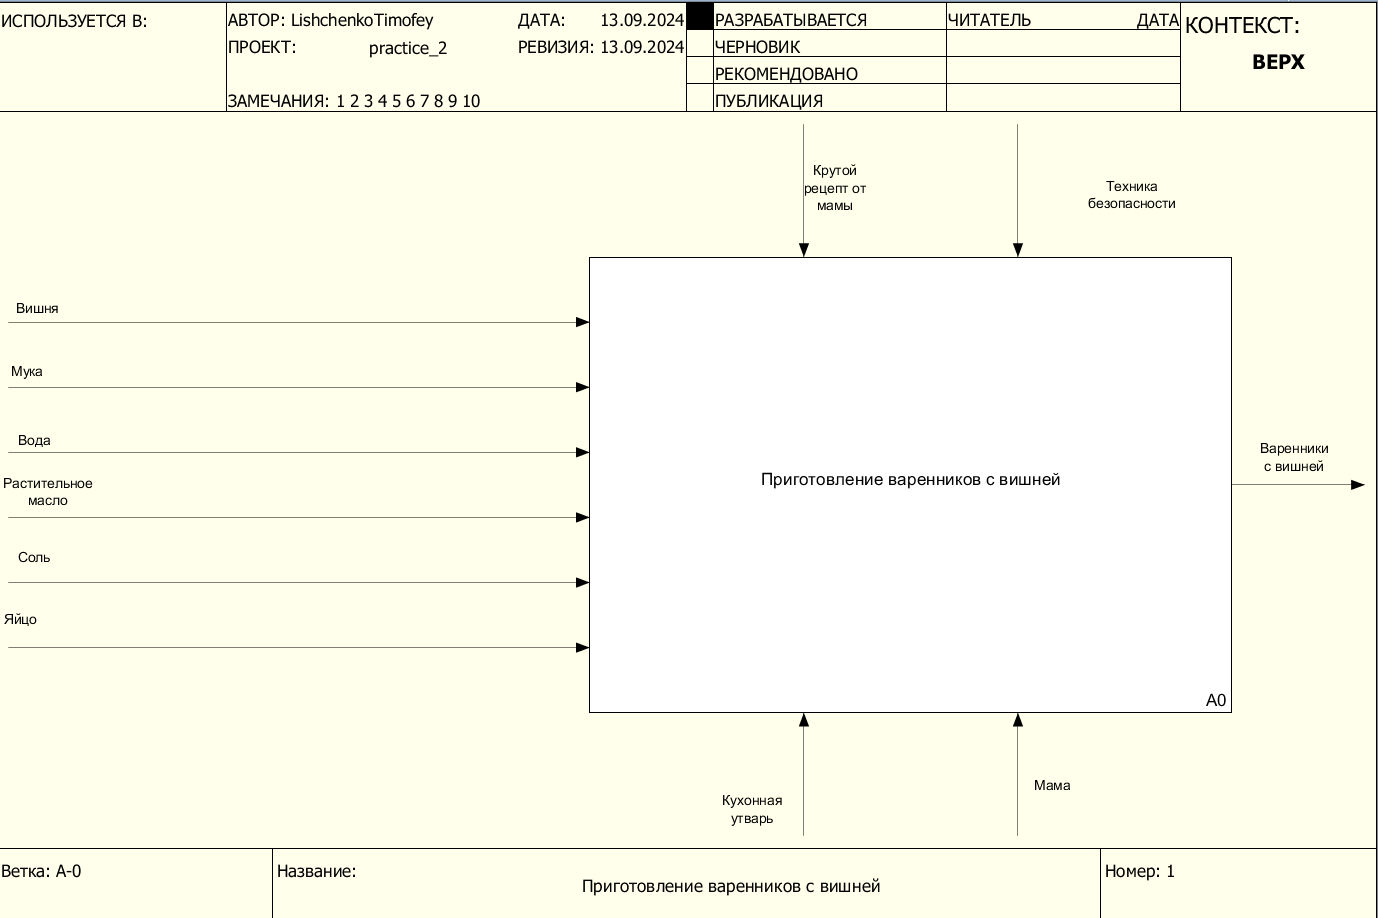 ИСПОЛЬЗУЕТСЯ В:
АВТОР: LishchenkoTimofey
ДАТА: 13.09.2024
ПРОЕКТ: practice_2
РЕВИЗИЯ: 13.09.2024
ЗАМЕЧАНИЯ: 1 2 3 4 5 6 7 8 9 10
РАЗРАБАТЫВАЕТСЯ
ЧЕРНОВИК
РЕКОМЕНДОВАНО
ПУБЛИКАЦИЯ
ЧИТАТЕЛЬ
ДАТА
КОНТЕКСТ:
ВЕРХ
Крутой
рецепт от
мамы
Техника
безопасности
Вишня
Мука
Вода
Растительное
масло
Соль
Яйцо
Приготовление варенников с вишней
A0
Варенники
с вишней
Кухонная
утварь
Мама
Ветка: A-0
Название:
Приготовление варенников с вишней
Номер: 1